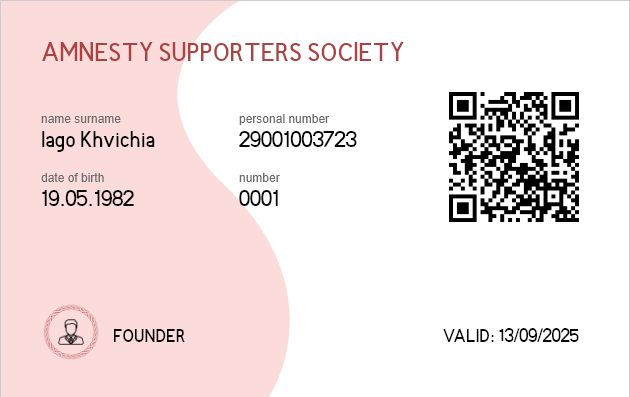 AMNESTY SUPPORTERS SOCIETY
name surname
Iago Khvichia
personal number
29001003723
date of birth
19.05.1982
number
0001
FOUNDER
VALID: 13/09/2025